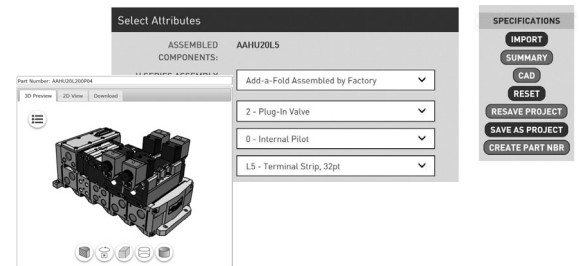 Select Attributes
ASSEMBLED
COMPONENTS:
AAHU20L5
Add-a-Fold Assembled by Factory
2 - Plug-In Valve
0 - Internal Pilot
L5 - Terminal Strip, 32pt
Part Number: AAHU20L200P04
3D Preview 2D View Download
SPECIFICATIONS
IMPORT
SUMMARY
CAD
RESET
RESAVE PROJECT
SAVE AS PROJECT
CREATE PART NBR